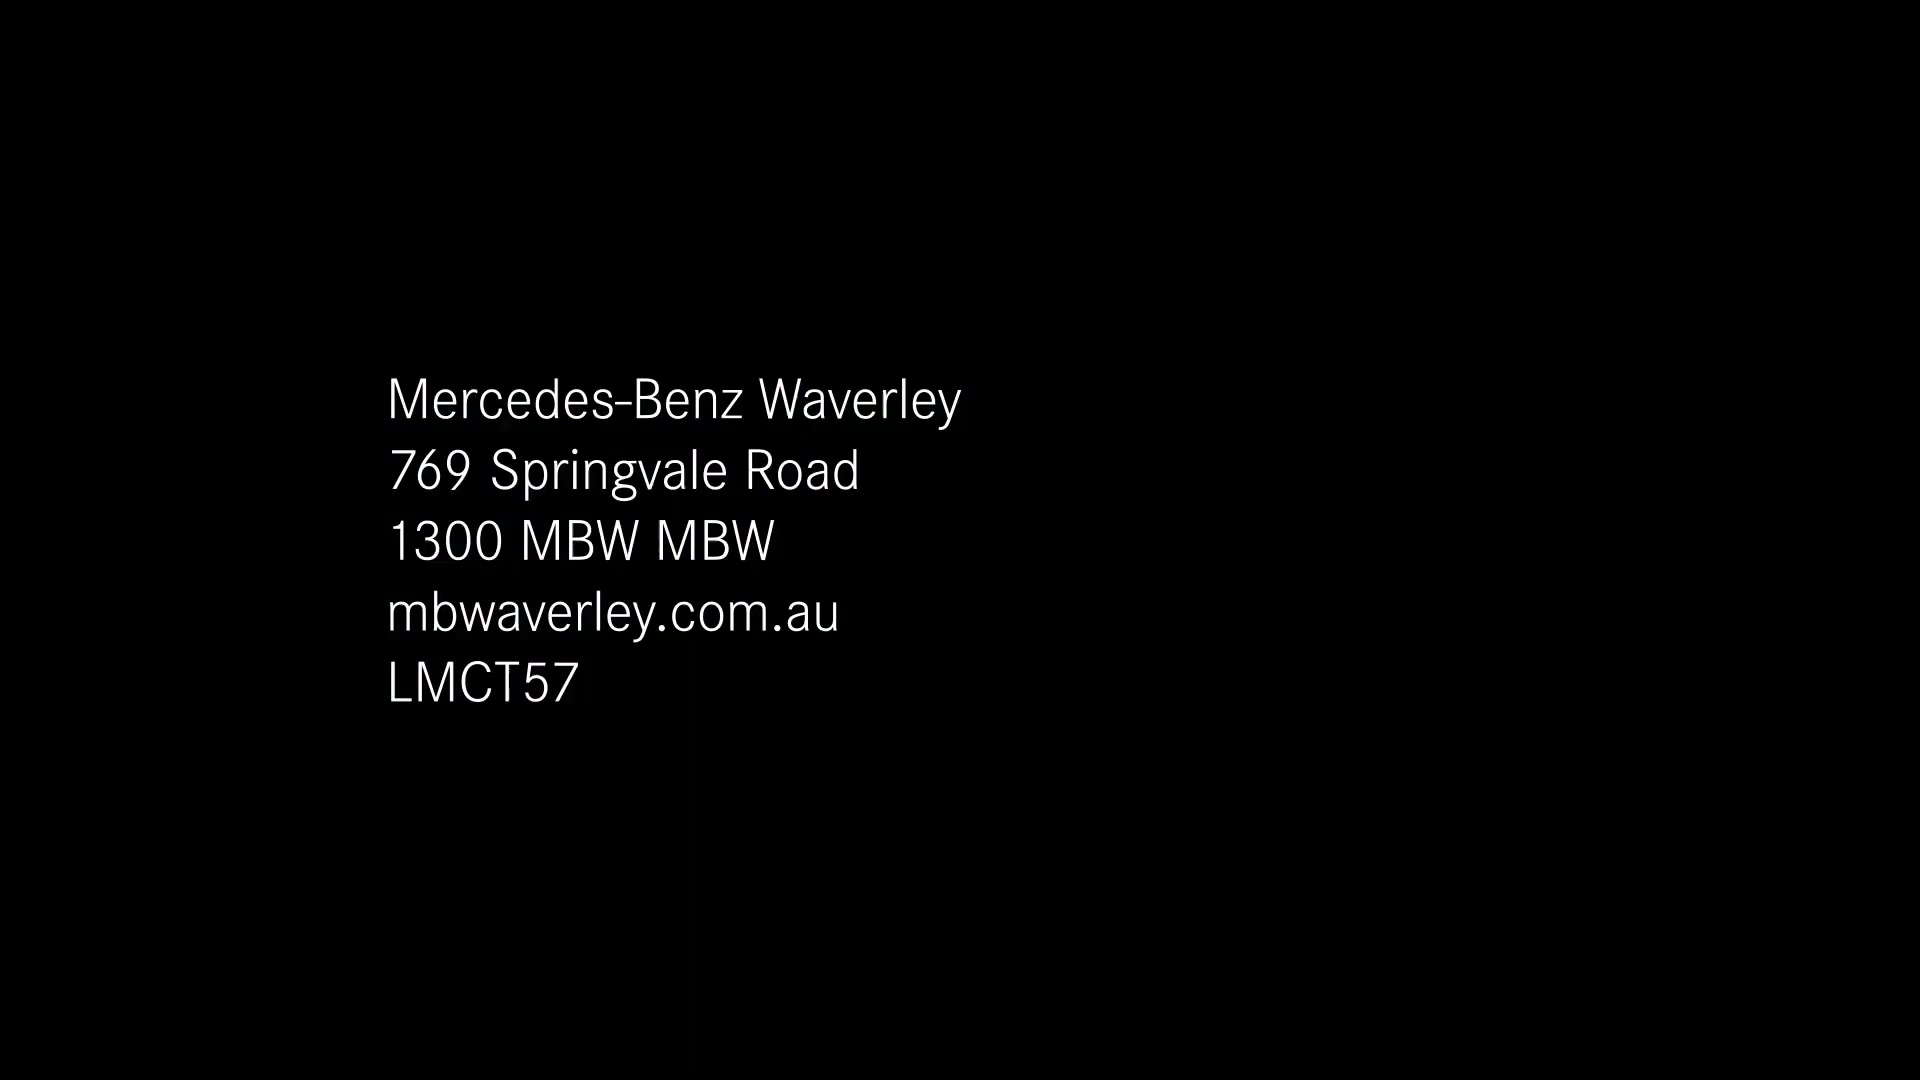 Mercedes-Benz Waverley
769 Springvale Road
1300 MBW MBW
mbwaverley.com.au
LMCT57